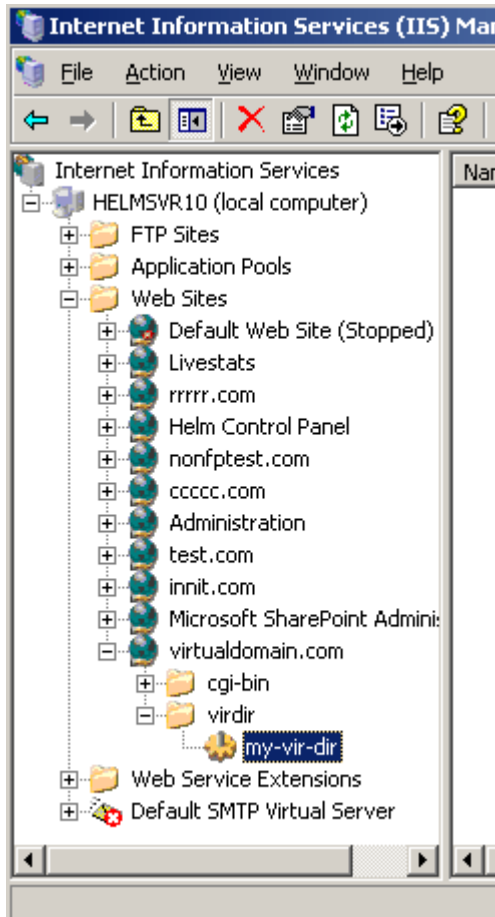 Internet Information Services (IIS) Mar
File Action View Window Help
Internet Information Services
Nar
HELMSVR10 (local computer)
FTP Sites
Application Pools
Web Sites
Default Web Site (Stopped)
Livestats
rrrrr.com
Helm Control Panel
nonfptest.com
ccccc.com
Administration
test.com
innit.com
Microsoft SharePoint Adminis
virtualdomain.com
cgi-bin
virdir
my-vir-dir
Web Service Extensions
Default SMTP Virtual Server